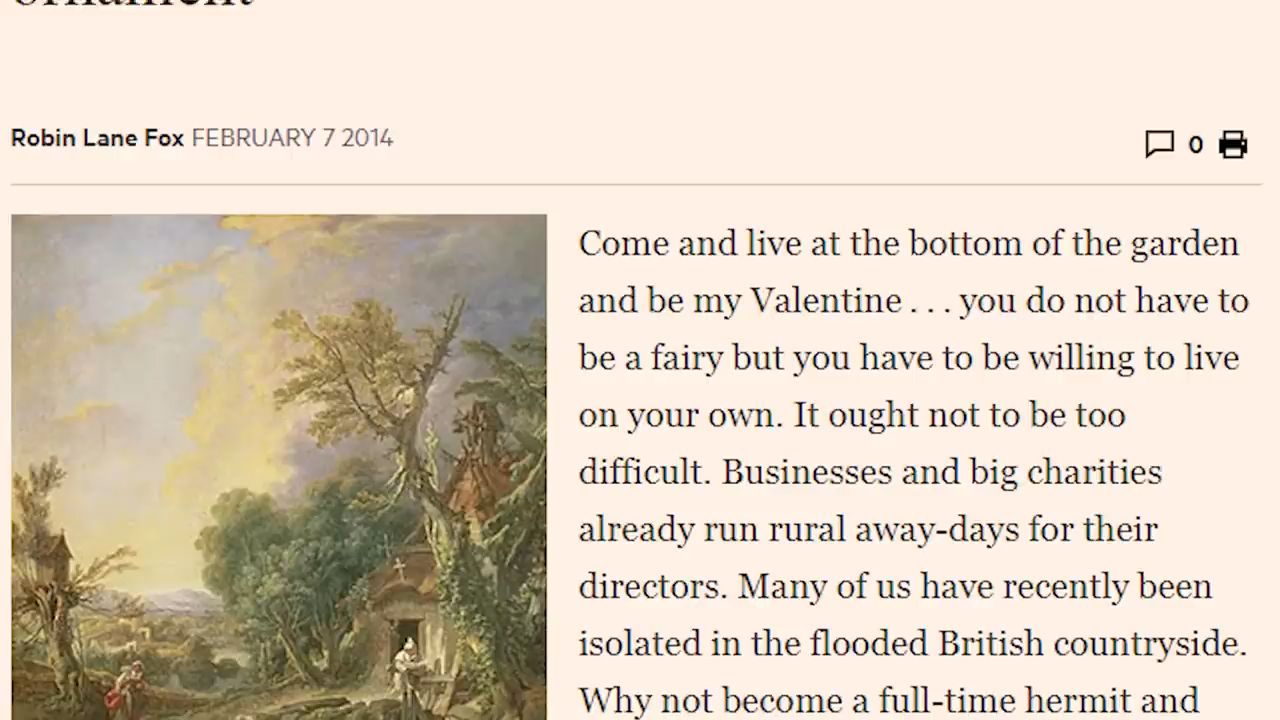 ornament
Robin Lane Fox FEBRUARY 7 2014
0
Come and live at the bottom of the garden
and be my Valentine . . . you do not have to
be a fairy but you have to be willing to live
on your own. It ought not to be too
difficult. Businesses and big charities
already run rural away-days for their
directors. Many of us have recently been
isolated in the flooded British countryside.
Why not become a full-time hermit and